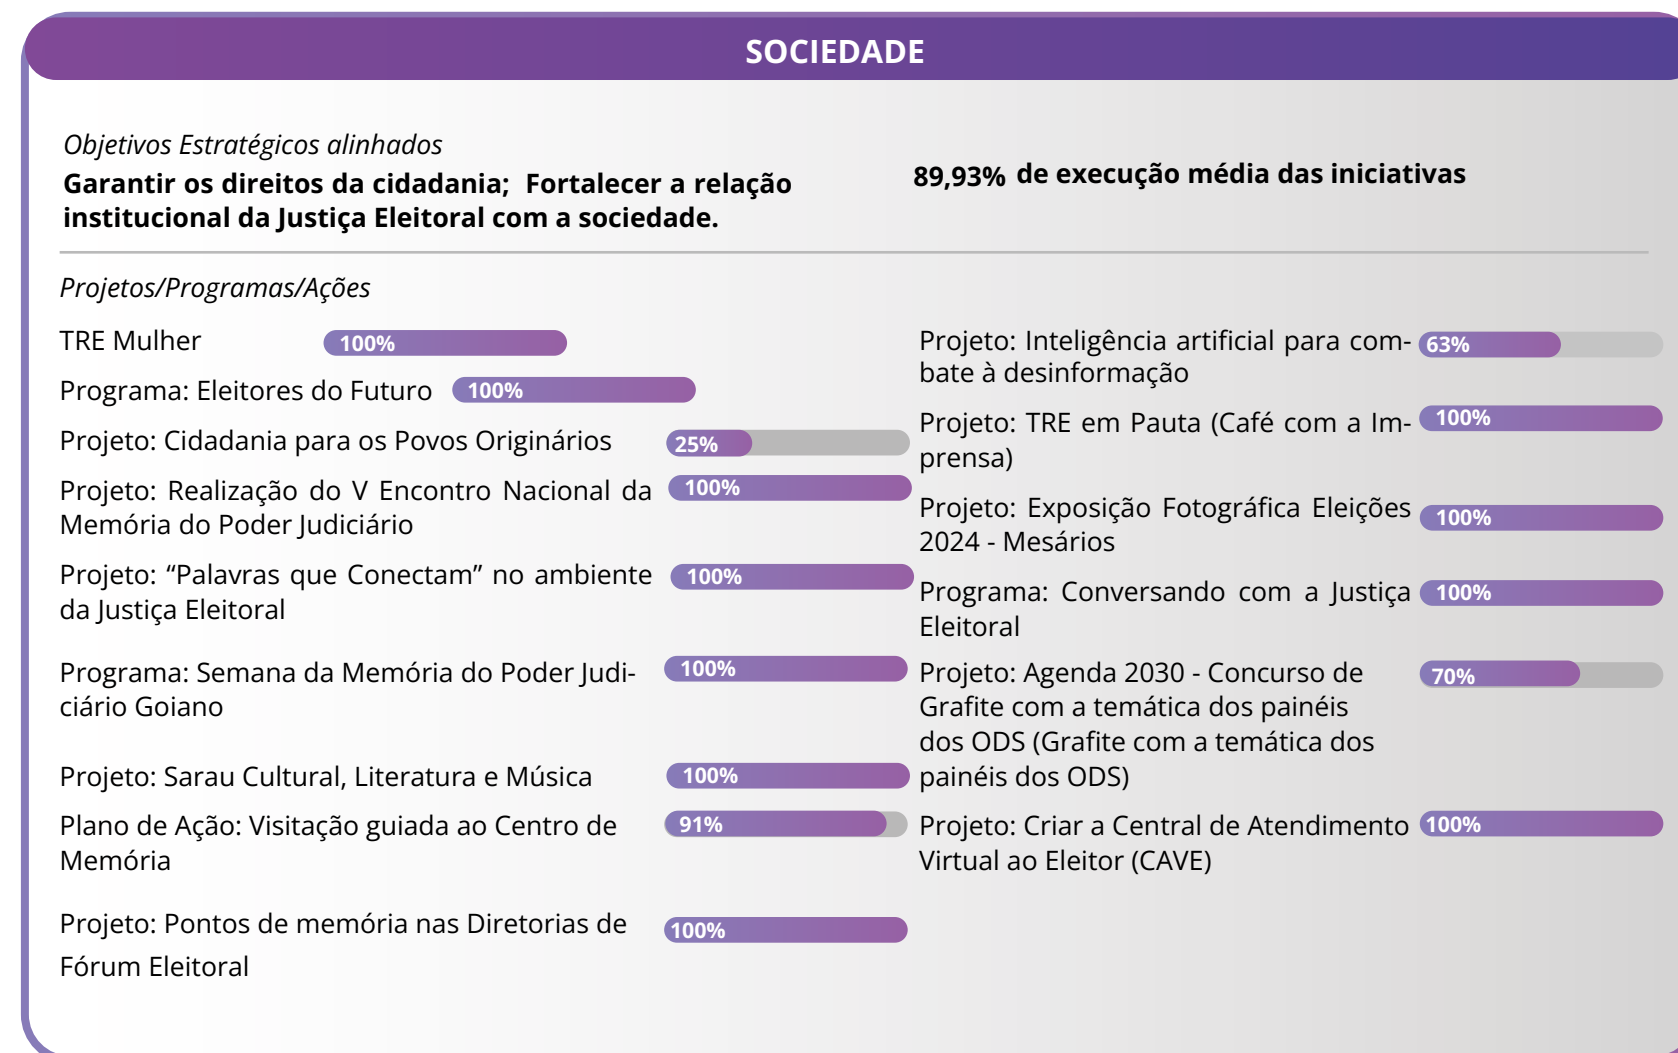 SOCIEDADE
Objetivos Estratégicos alinhados
Garantir os direitos da cidadania; Fortalecer a relação
institucional da Justiça Eleitoral com a sociedade.
89,93% de execução média das iniciativas
Projetos/Programas/Ações
TRE Mulher
100%
Programa: Eleitores do Futuro
100%
Projeto: Cidadania para os Povos Originários
25%
Projeto: Realização do V Encontro Nacional da
Memória do Poder Judiciário
100%
Projeto: “Palavras que Conectam” no ambiente
da Justiça Eleitoral
100%
Programa: Semana da Memória do Poder Judi-
ciário Goiano
100%
Projeto: Sarau Cultural, Literatura e Música
100%
Plano de Ação: Visitação guiada ao Centro de
Memória
91%
Projeto: Pontos de memória nas Diretorias de
Fórum Eleitoral
100%
Projeto: Inteligência artificial para com-
bate à desinformação
63%
Projeto: TRE em Pauta (Café com a Im-
prensa)
100%
Projeto: Exposição Fotográfica Eleições
2024 - Mesários
100%
Programa: Conversando com a Justiça
Eleitoral
100%
Projeto: Agenda 2030 - Concurso de
Grafite com a temática dos painéis
dos ODS (Grafite com a temática dos
painéis dos ODS)
70%
Projeto: Criar a Central de Atendimento
Virtual ao Eleitor (CAVE)
100%